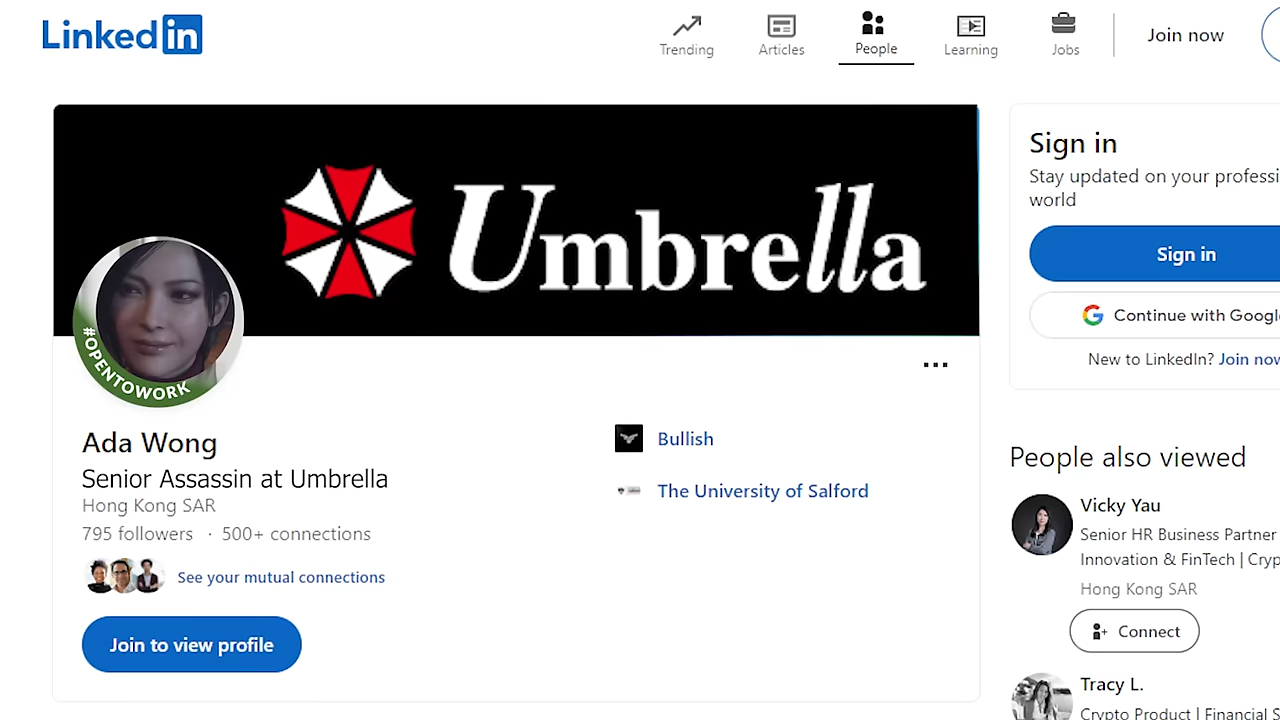 Linked in
Trending
Articles
People
Learning
Jobs
Join now
Umbrella
#OPENTOWORK
Ada Wong
Senior Assassin at Umbrella
Hong Kong SAR
795 followers · 500+ connections
See your mutual connections
Join to view profile
Bullish
The University of Salford
Sign in
Stay updated on your professi
world
Sign in
Continue with Googl
New to LinkedIn? Join now
People also viewed
Vicky Yau
Senior HR Business Partner
Innovation & FinTech | Cryp
Hong Kong SAR
Connect
Tracy L.
Crypto Product | Financial S